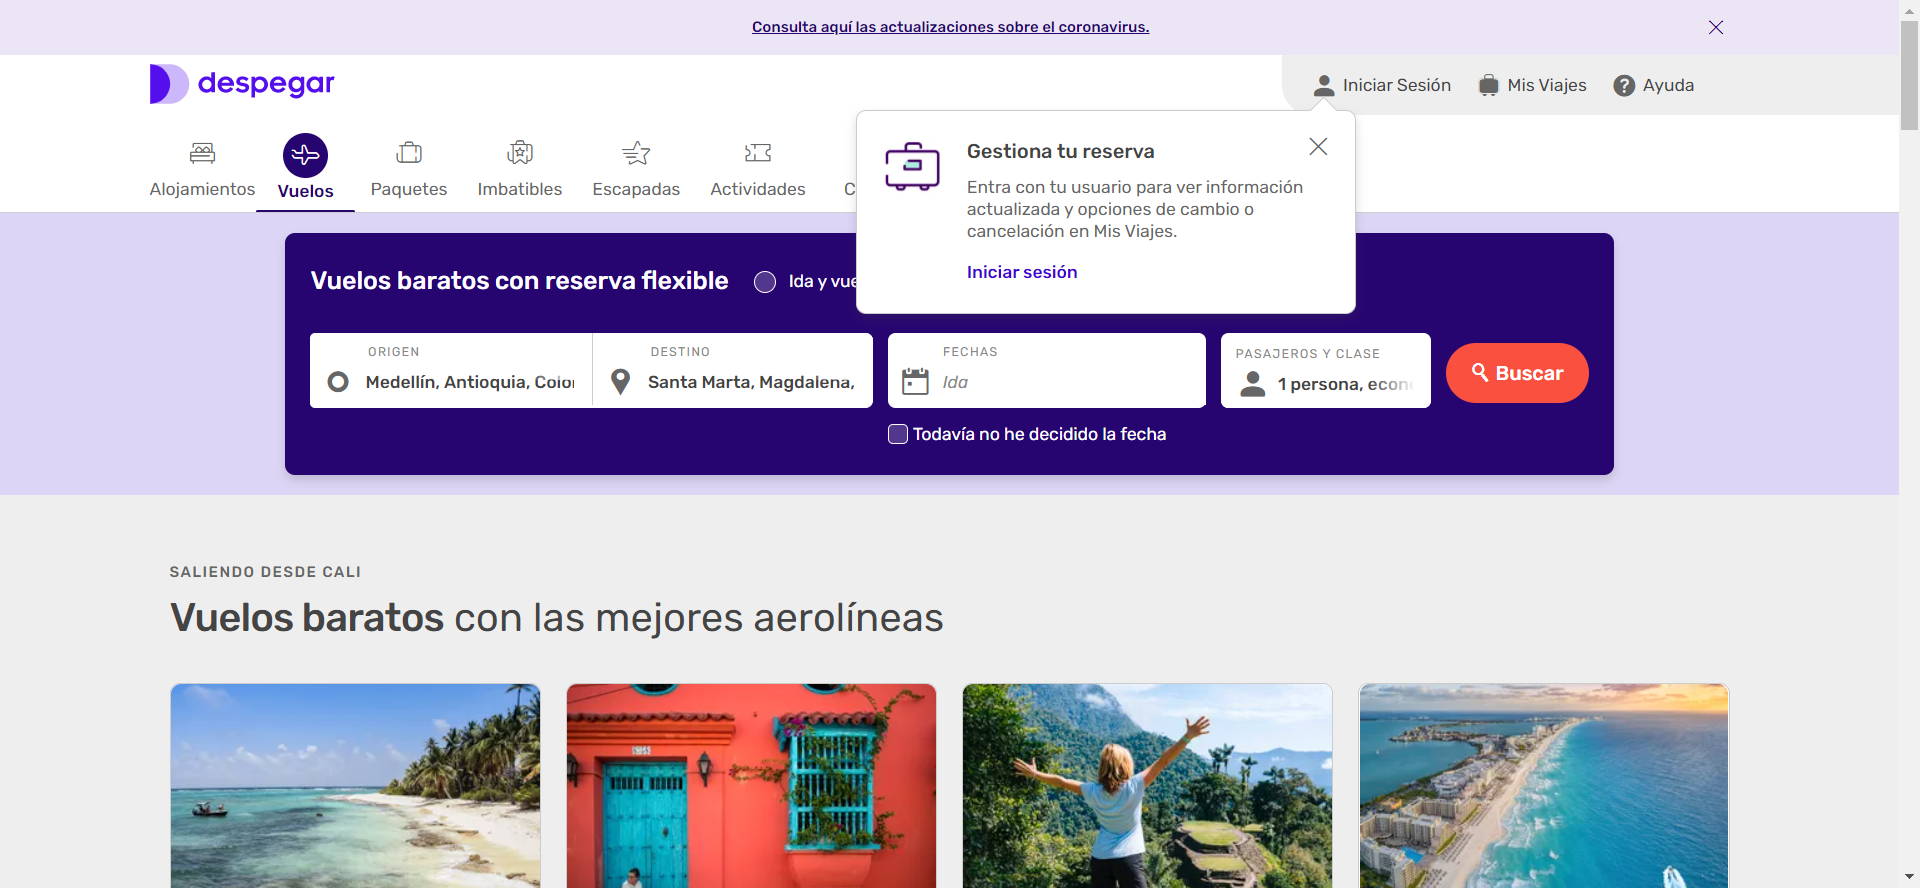 Consulta aquí las actualizaciones sobre el coronavirus.
despegar
Iniciar Sesión
Mis Viajes
? Ayuda
Alojamientos
Vuelos
Paquetes
Imbatibles
Escapadas
Actividades
C
Gestiona tu reserva
Entra con tu usuario para ver información
actualizada y opciones de cambio o
cancelación en Mis Viajes.
Iniciar sesión
Vuelos baratos con reserva flexible
Ida y vue
ORIGEN
Medellín, Antioquia, Color
DESTINO
Santa Marta, Magdalena,
FECHAS
Ida
PASAJEROS Y CLASE
1 persona, econ
Buscar
Todavía no he decidido la fecha
SALIENDO DESDE CALI
Vuelos baratos con las mejores aerolíneas